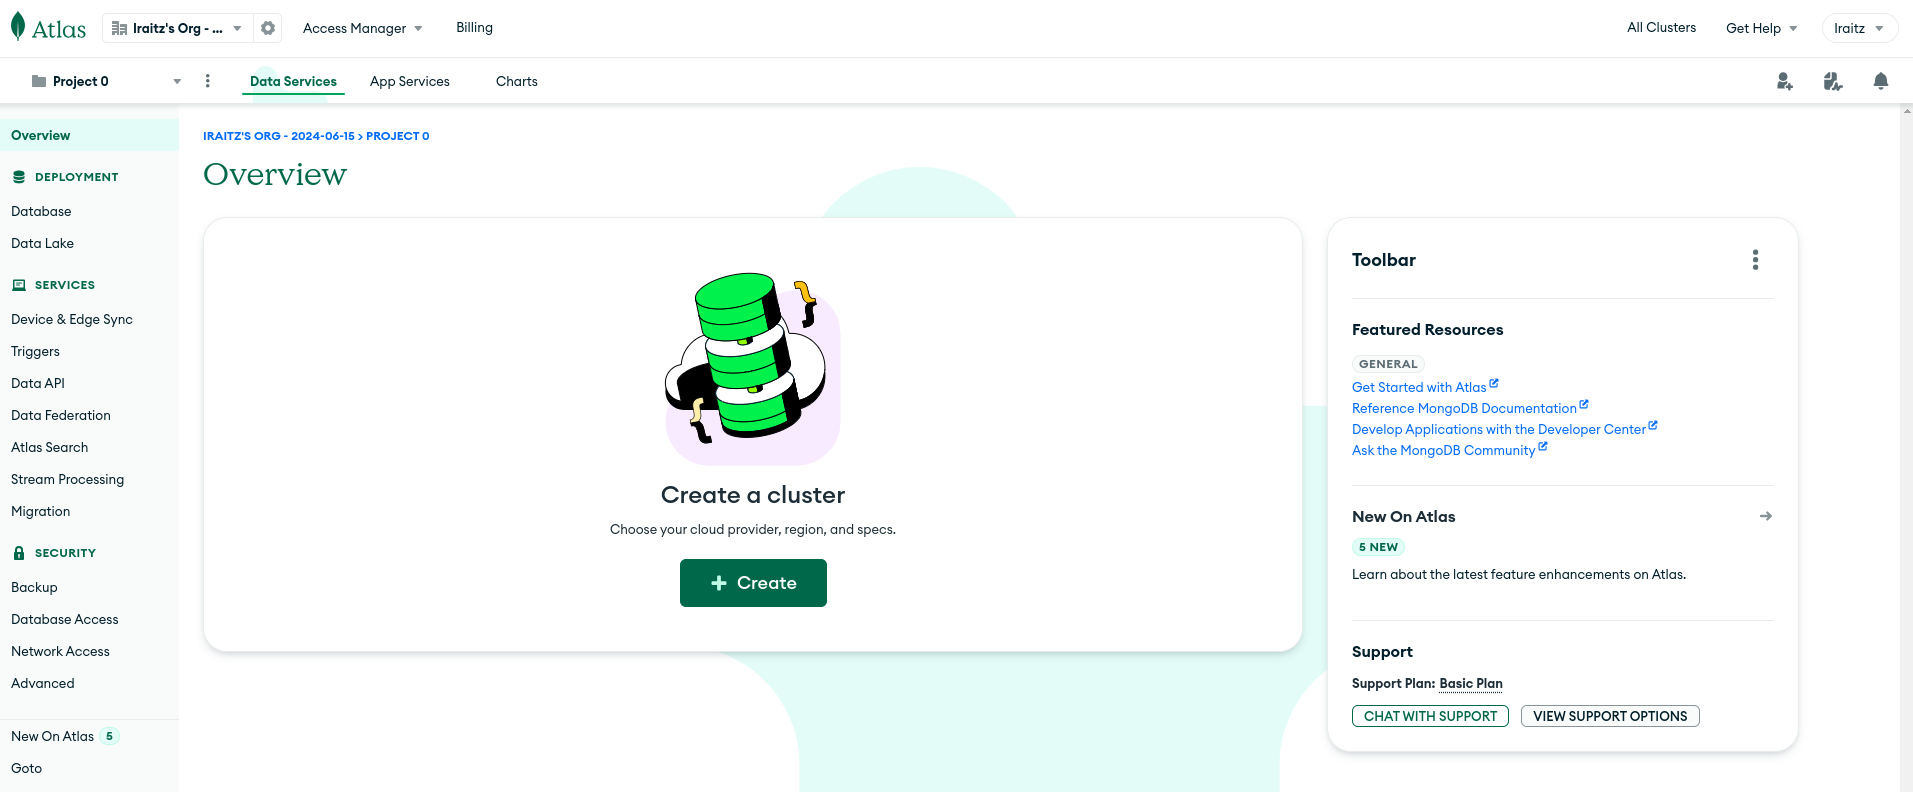 Atlas
Iraitz's Org - ...
Access Manager
Billing
All Clusters
Get Help
Iraitz
Project 0
Data Services
App Services
Charts
Overview
DEPLOYMENT
Database
Data Lake
SERVICES
Device & Edge Sync
Triggers
Data API
Data Federation
Atlas Search
Stream Processing
Migration
SECURITY
Backup
Database Access
Network Access
Advanced
New On Atlas 5
Goto
IRAITZ'S ORG - 2024-06-15 > PROJECT 0
Overview
Create a cluster
Choose your cloud provider, region, and specs.
+ Create
Toolbar
Featured Resources
GENERAL
Get Started with Atlas
Reference MongoDB Documentation
Develop Applications with the Developer Center
Ask the MongoDB Community
New On Atlas
5 NEW
Learn about the latest feature enhancements on Atlas.
Support
Support Plan: Basic Plan
CHAT WITH SUPPORT
VIEW SUPPORT OPTIONS